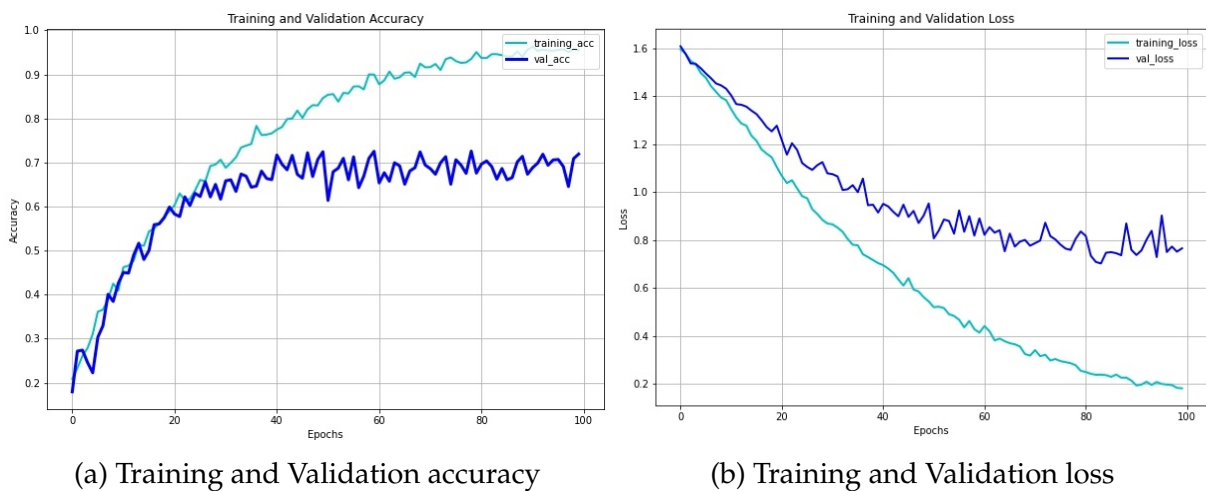 Training and Validation Accuracy
training_acc
val_acc
1.0
0.9
0.8
0.7
0.6
0.5
0.4
0.3
0.2
Accuracy
0 20 40 60 80 100
Epochs
(a) Training and Validation accuracy
Training and Validation Loss
training_loss
val_loss
1.6
1.4
1.2
1.0
0.8
0.6
0.4
0.2
Loss
0 20 40 60 80 100
Epochs
(b) Training and Validation loss